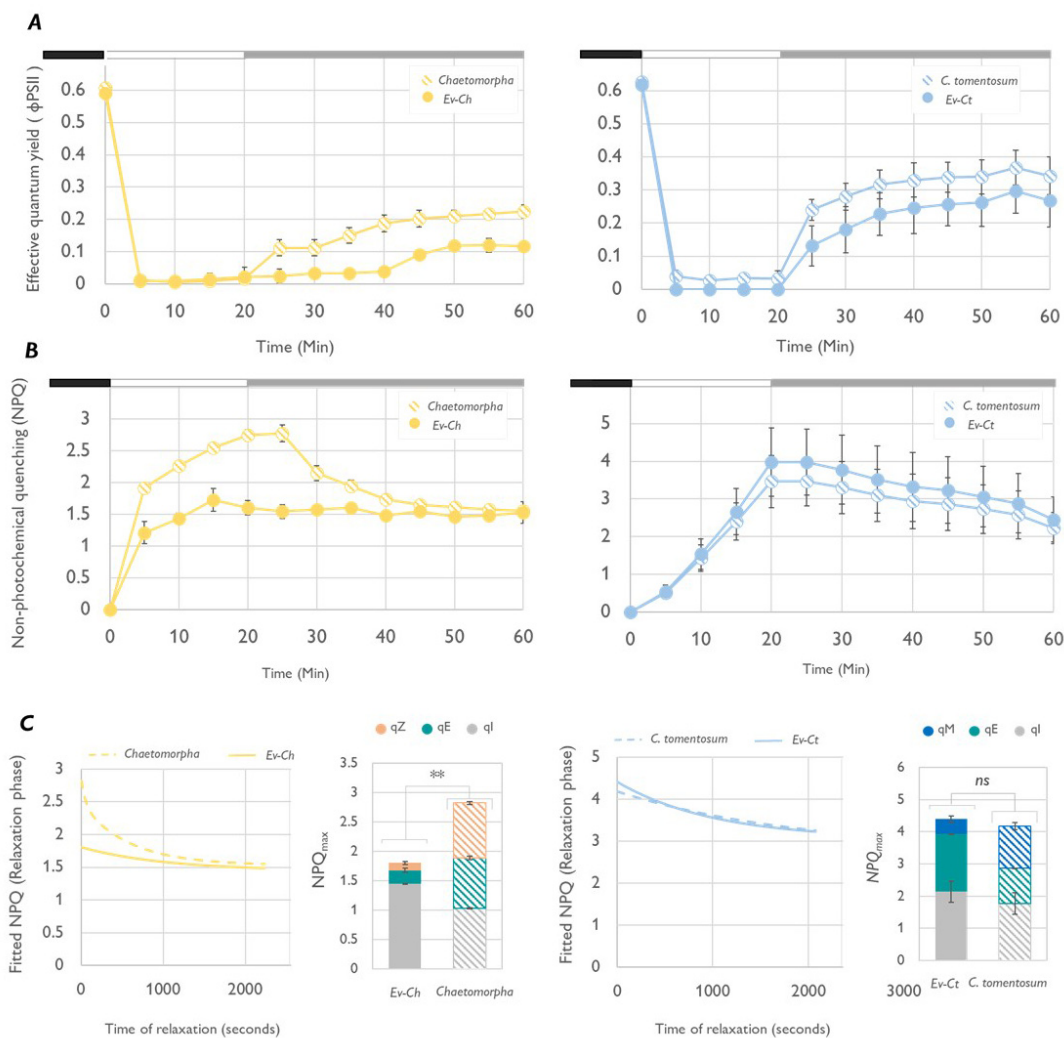 A
Effective quantum yield ( ϕPSII )
0.6
0.5
0.4
0.3
0.2
0.1
0
Chaetomorpha
Ev-Ch
0 10 20 30 40 50 60
Time (Min)
0.6
0.5
0.4
0.3
0.2
0.1
0
C. tomentosum
Ev-Ct
0 10 20 30 40 50 60
Time (Min)
B
Non-photochemical quenching (NPQ)
3
2.5
2
1.5
1
0.5
0
Chaetomorpha
Ev-Ch
0 10 20 30 40 50 60
Time (Min)
5
4
3
2
1
0
C. tomentosum
Ev-Ct
0 10 20 30 40 50 60
Time (Min)
C
Chaetomorpha Ev-Ch
Fitted NPQ (Relaxation phase)
3
2.5
2
1.5
1
0.5
0
0 1000 2000
Time of relaxation (seconds)
qZ qE qI
NPQmax
3.5
3
2.5
2
1.5
1
0.5
0
**
Ev-Ch Chaetomorpha
C. tomentosum Ev-Ct
Fitted NPQ (Relaxation phase)
5
4
3
2
1
0
0 1000 2000 3000
Time of relaxation (seconds)
qM qE qI
NPQmax
6
5
4
3
2
1
0
ns
Ev-Ct C. tomentosum